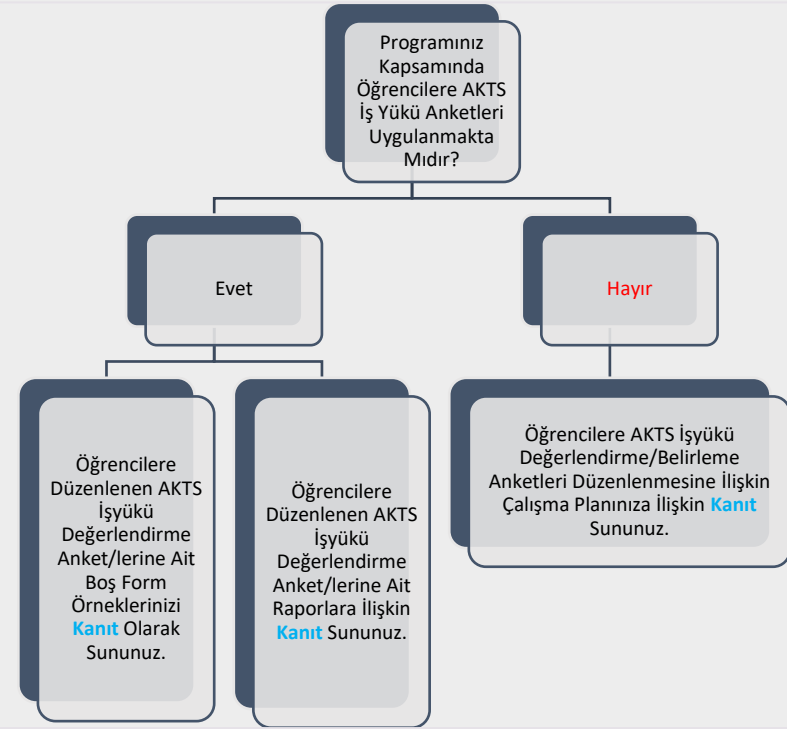 Programınız
Kapsamında
Öğrencilere AKTS
İş Yükü Anketleri
Uygulanmakta
Mıdır?
Evet
Hayır
Öğrencilere
Düzenlenen AKTS
İşyükü
Değerlendirme
Anket/lerine Ait
Boş Form
Örneklerinizi
Kanıt Olarak
Sununuz.
Öğrencilere
Düzenlenen AKTS
İşyükü
Değerlendirme
Anket/lerine Ait
Raporlara İlişkin
Kanıt Sununuz.
Öğrencilere AKTS İşyükü
Değerlendirme/Belirleme
Anketleri Düzenlenmesine İlişkin
Çalışma Planınıza İlişkin Kanıt
Sununuz.